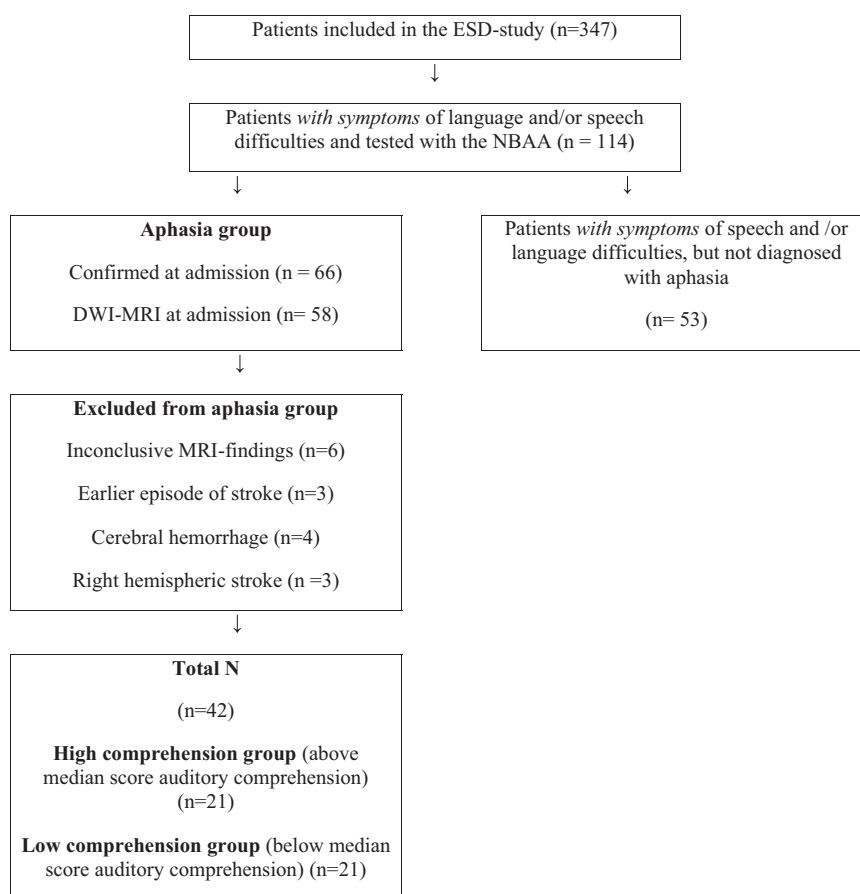 Patients included in the ESD-study (n=347)
↓
Patients with symptoms of language and/or speech
difficulties and tested with the NBAA (n = 114)
↓
↓
Aphasia group
Confirmed at admission (n = 66)
DWI-MRI at admission (n= 58)
Patients with symptoms of speech and /or
language difficulties, but not diagnosed
with aphasia
(n= 53)
↓
Excluded from aphasia group
Inconclusive MRI-findings (n=6)
Earlier episode of stroke (n=3)
Cerebral hemorrhage (n=4)
Right hemispheric stroke (n =3)
↓
Total N
(n=42)
High comprehension group (above
median score auditory comprehension)
(n=21)
Low comprehension group (below median
score auditory comprehension) (n=21)